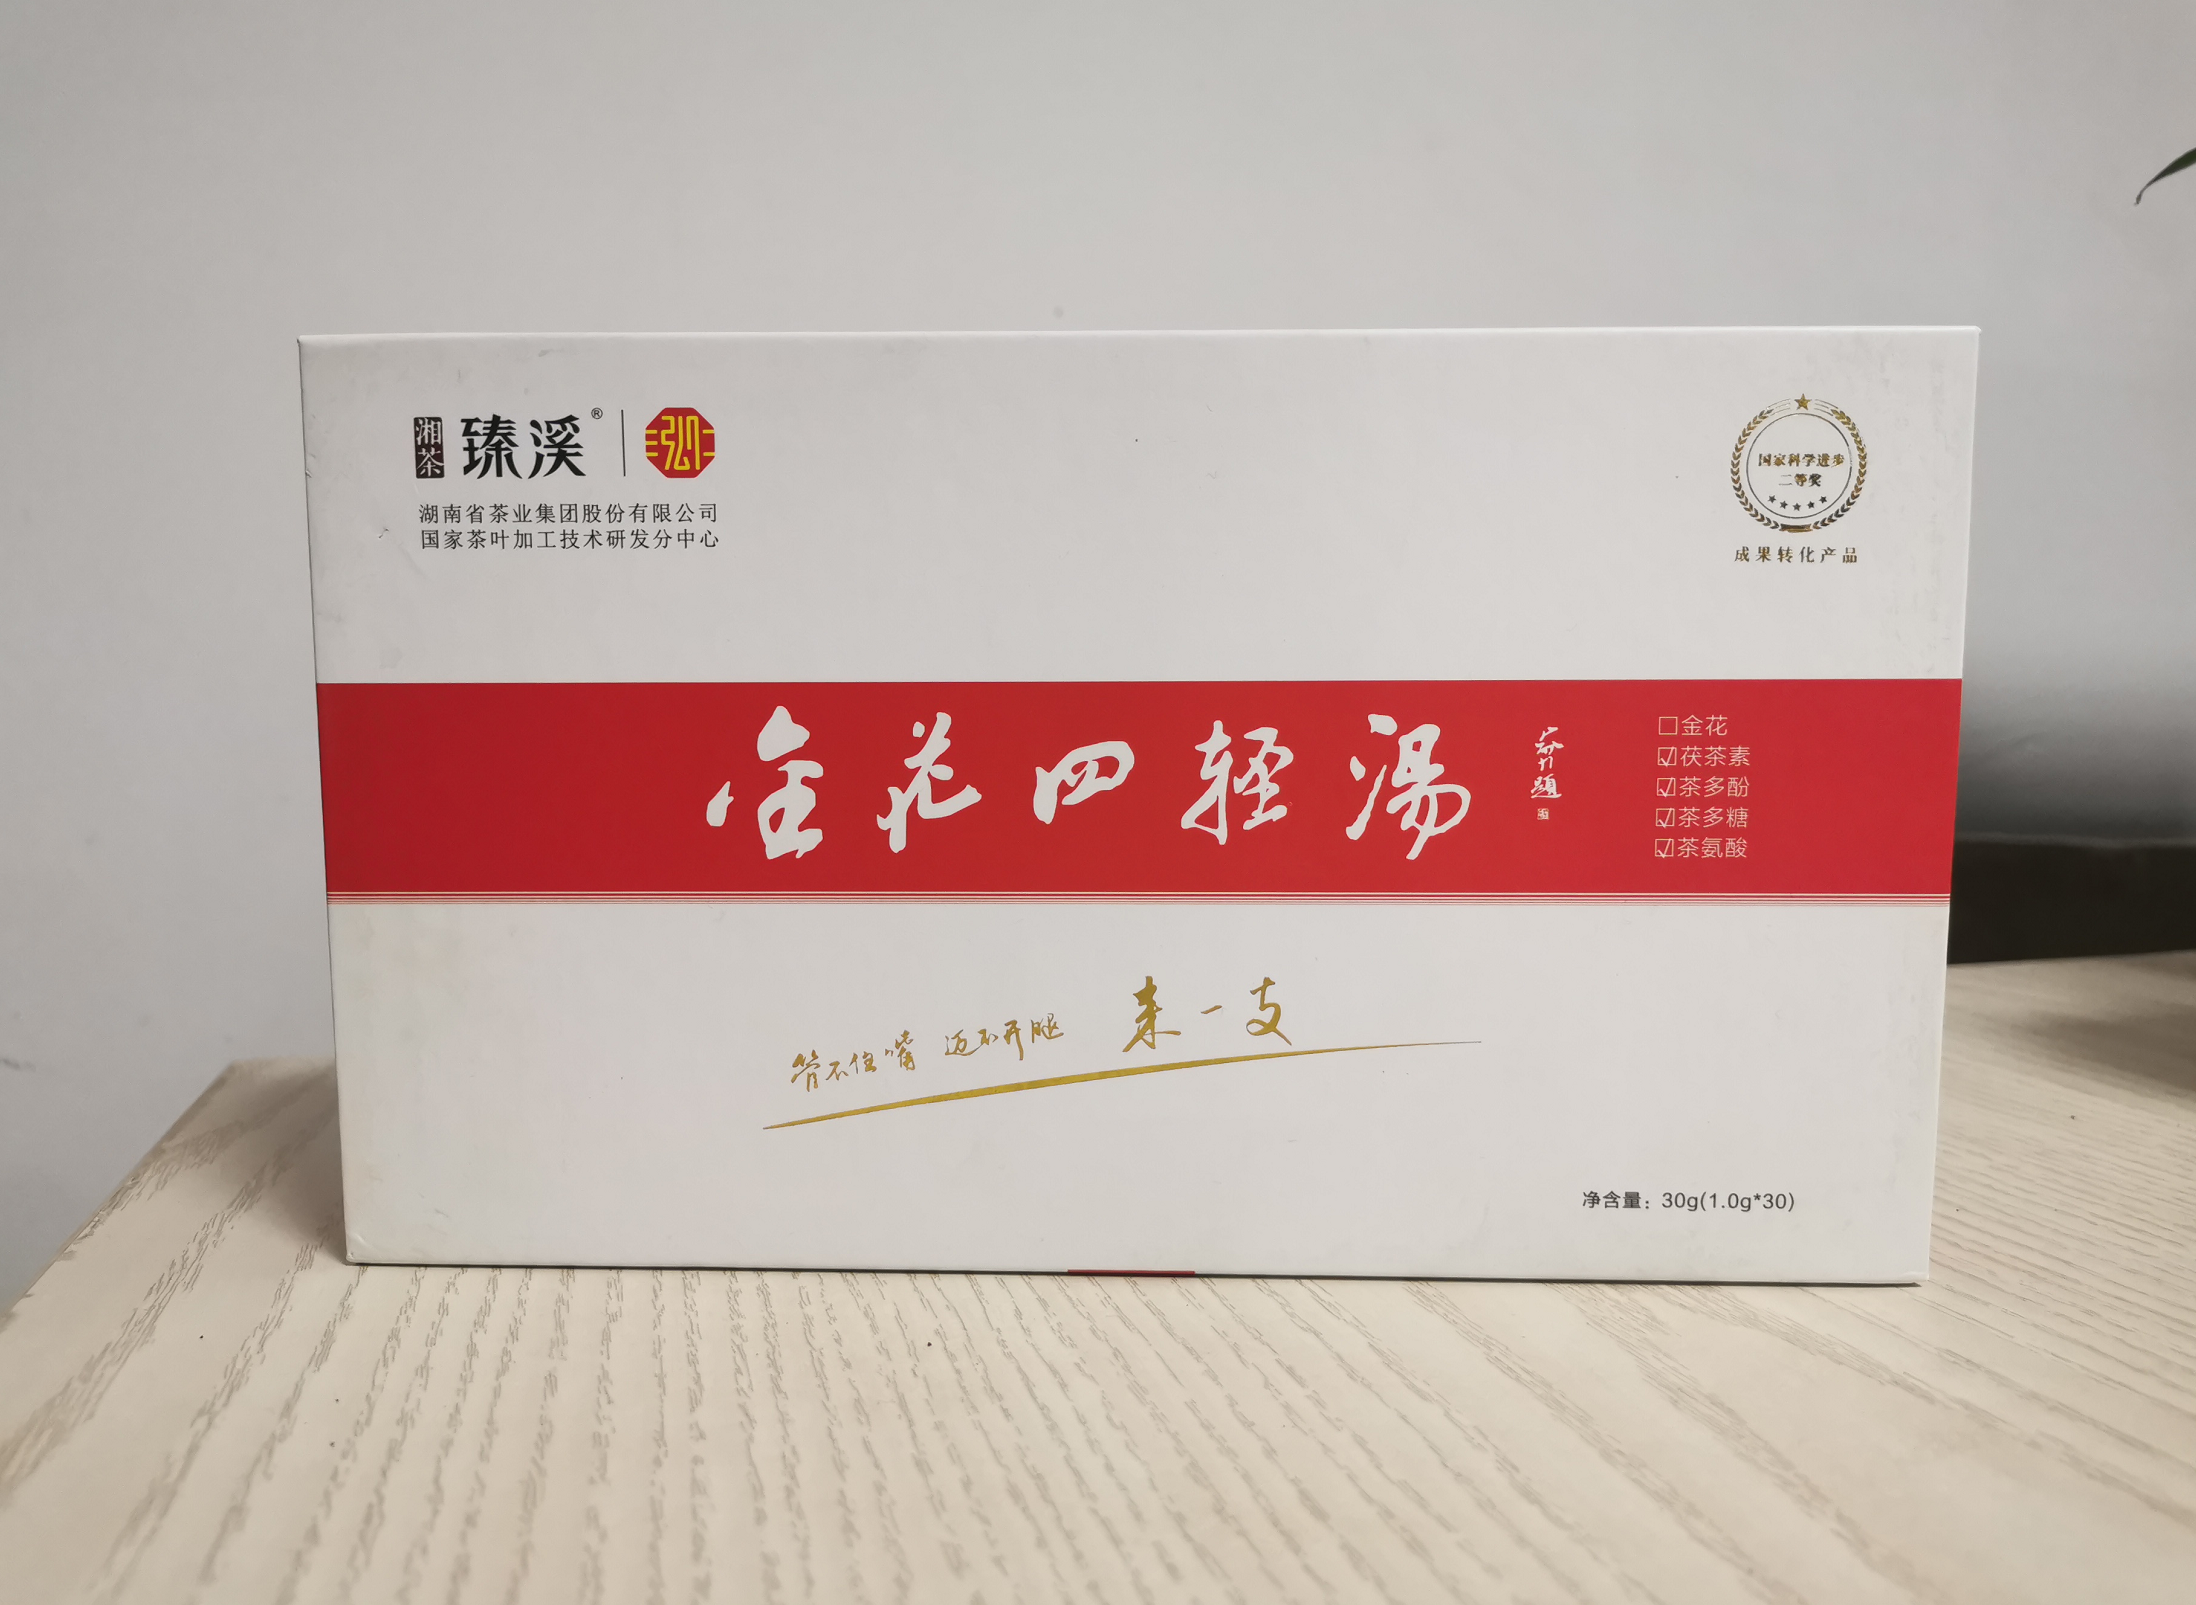 湘茶 臻溪®
湖南省茶业集团股份有限公司
国家茶叶加工技术研发分中心
国家科学进步
二等奖
成果转化产品
金花四轻湯
題
□金花
☑茯茶素
☑茶多酚
☑茶多糖
☑茶氨酸
管不住嘴 迈不开腿 来一支
净含量：30g(1.0g*30)